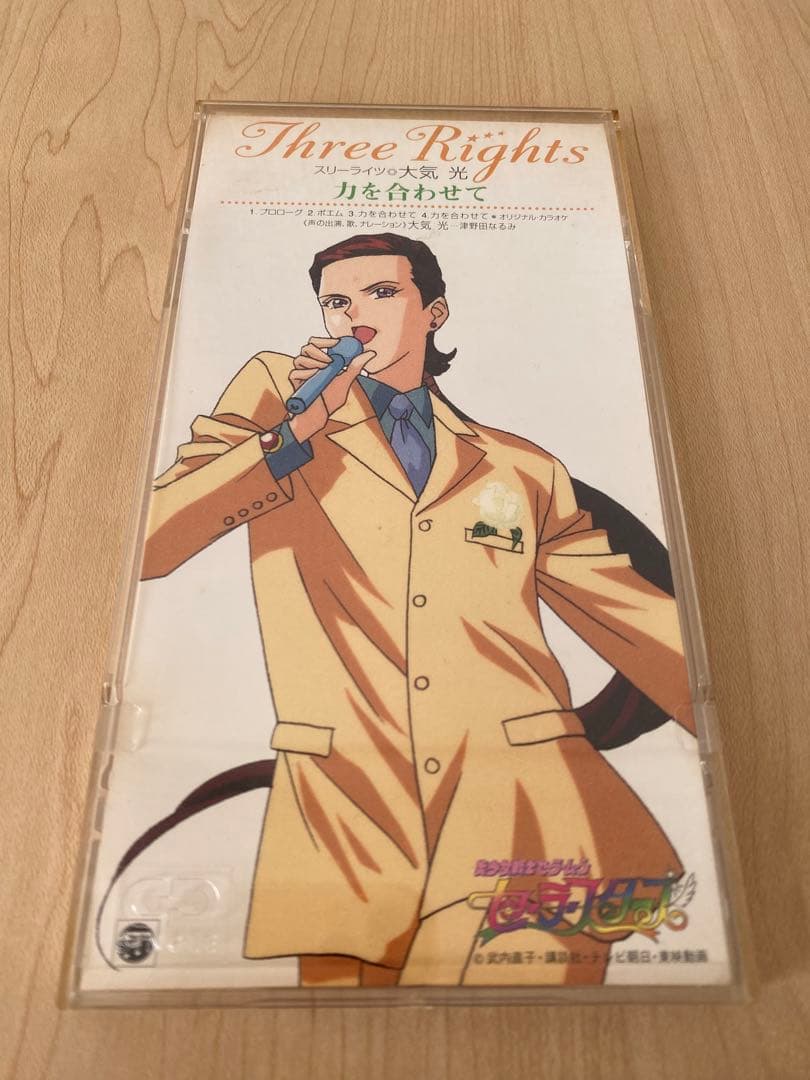 Three Rights
スリーライツ◎大気 光
力を合わせて
1.プロローグ 2.ポエム 3.力を合わせて 4.力を合わせて＊オリジナル・カラオケ
《声の出演、歌、ナレーション》大気 光…津野田なるみ
美少女戦士セーラームーン
セーラースターズ
©武内直子・講談社・テレビ朝日・東映動画